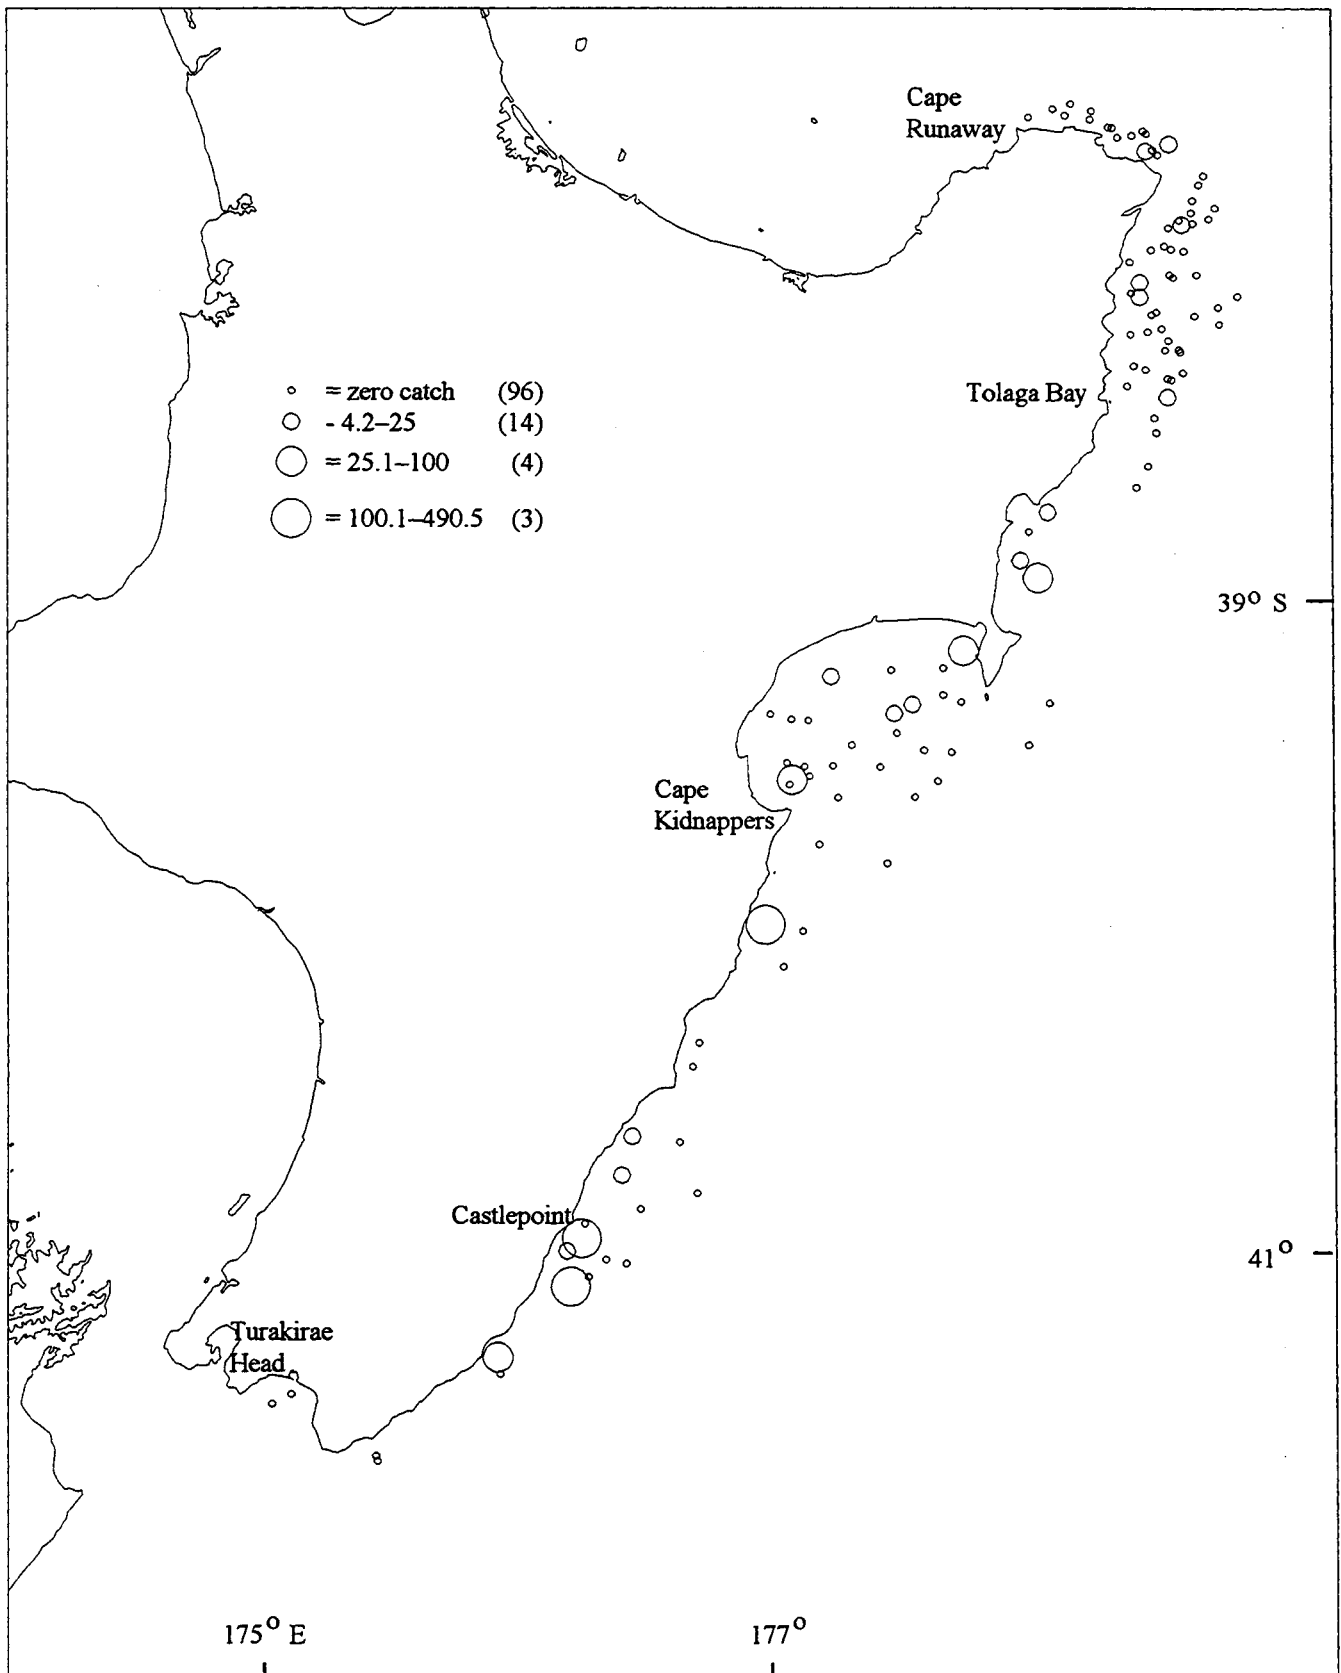 Cape
Runaway
= zero catch (96)
- 4.2–25 (14)
= 25.1–100 (4)
= 100.1–490.5 (3)
Tolaga Bay
39° S
Cape
Kidnappers
Castlepoint
41°
Turakirae
Head
175° E
177°